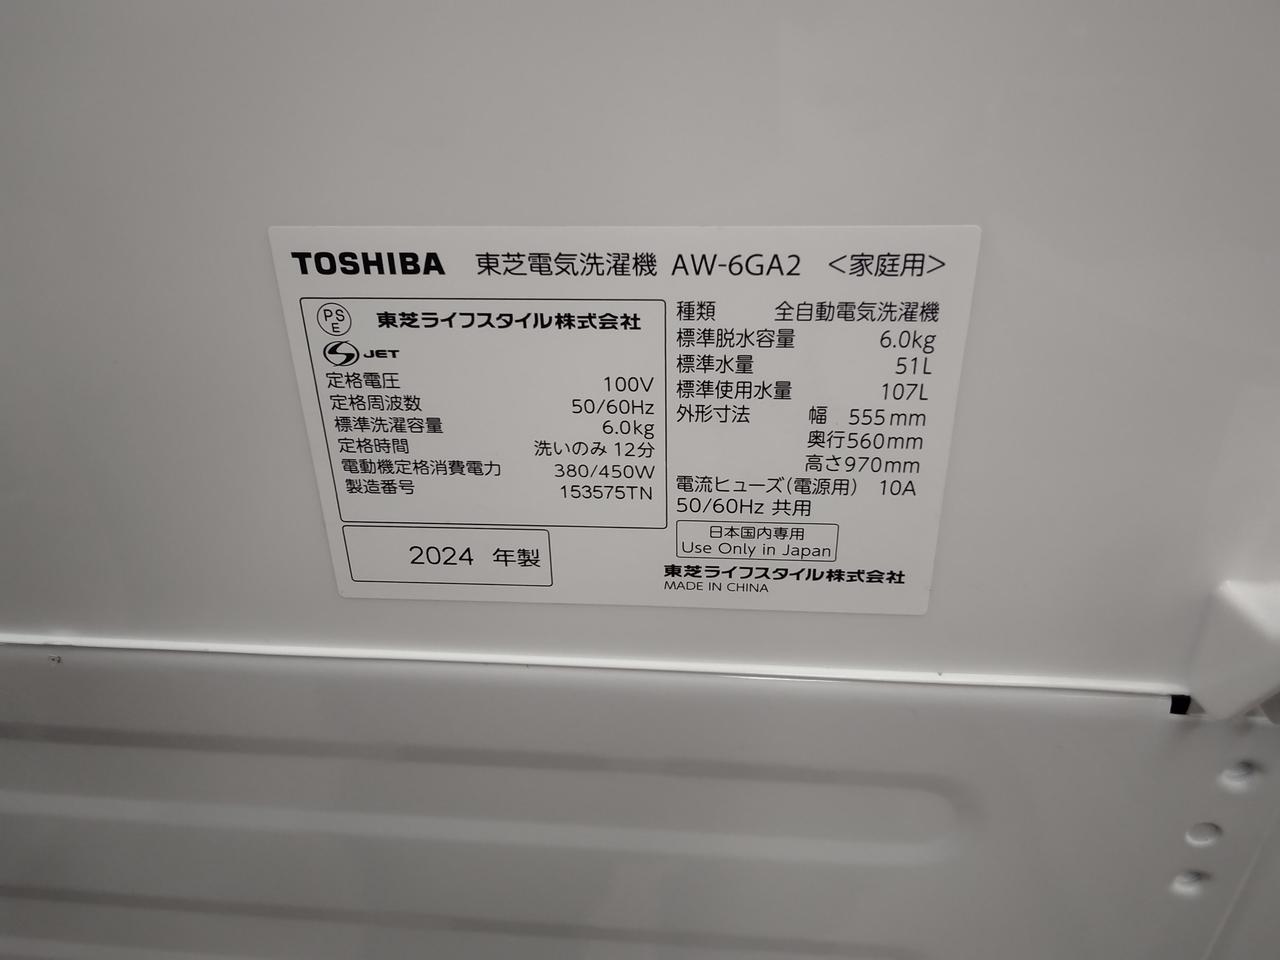 TOSHIBA 東芝電気洗濯機 AW-6GA2 <家庭用>
PS
E
東芝ライフスタイル株式会社
S JET
定格電圧 100V
定格周波数 50/60Hz
標準洗濯容量 6.0kg
定格時間 洗いのみ 12分
電動機定格消費電力 380/450W
製造番号 153575TN
2024 年製
種類 全自動電気洗濯機
標準脱水容量 6.0kg
標準水量 51L
標準使用水量 107L
外形寸法 幅 555mm
奥行560mm
高さ970mm
電流ヒューズ(電源用) 10A
50/60Hz 共用
日本国内専用
Use Only in Japan
東芝ライフスタイル株式会社
MADE IN CHINA